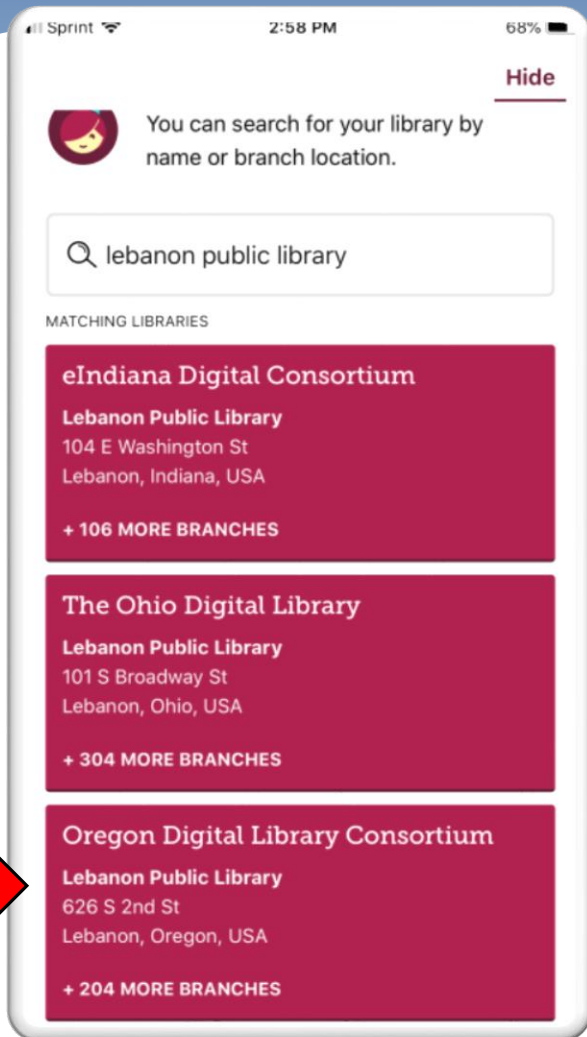 Sprint 2:58 PM 68%
Hide
You can search for your library by
name or branch location.
lebanon public library
MATCHING LIBRARIES
eIndiana Digital Consortium
Lebanon Public Library
104 E Washington St
Lebanon, Indiana, USA
+ 106 MORE BRANCHES
The Ohio Digital Library
Lebanon Public Library
101 S Broadway St
Lebanon, Ohio, USA
+ 304 MORE BRANCHES
Oregon Digital Library Consortium
Lebanon Public Library
626 S 2nd St
Lebanon, Oregon, USA
+ 204 MORE BRANCHES